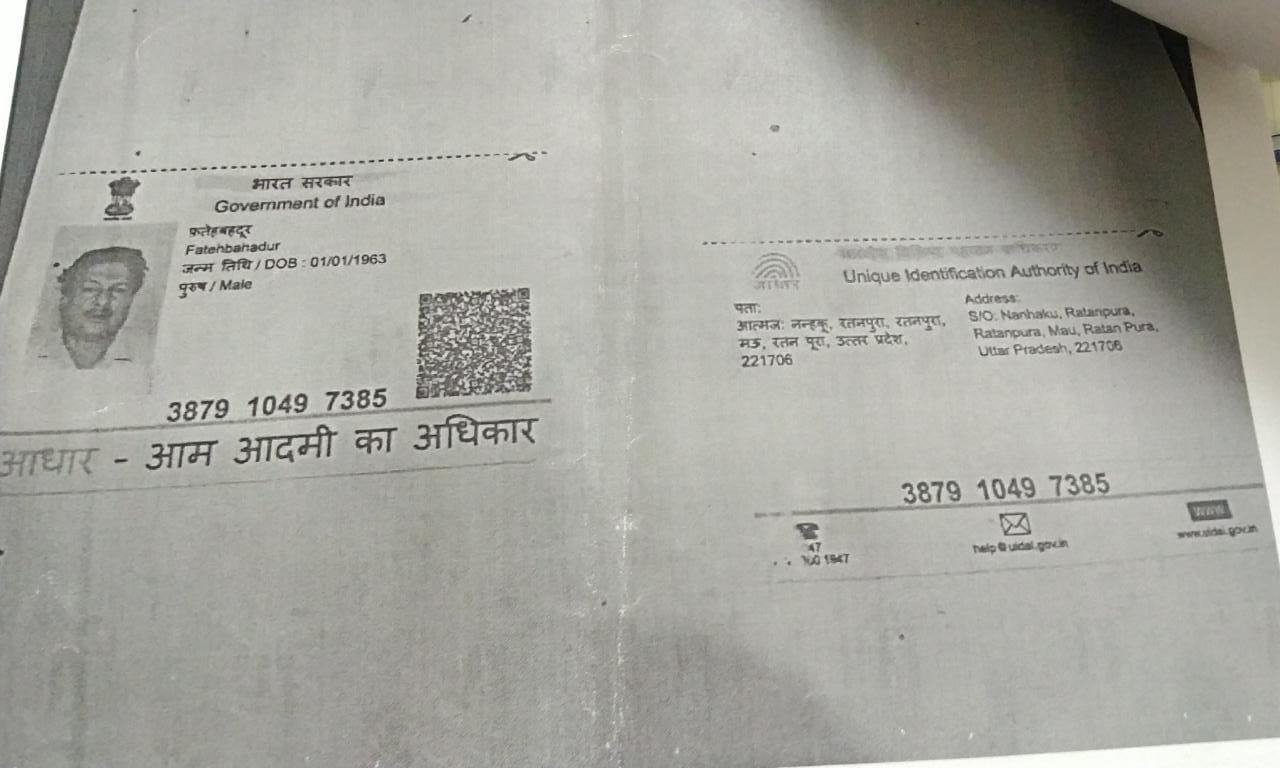 भारत सरकार
Government of India
फ़तेहबहदूर
Fatehbahadur
जन्म तिथि / DOB : 01/01/1963
पुरुष / Male
3879 1049 7385
आधार - आम आदमी का अधिकार
Unique Identification Authority of India
आधार
पता:
आत्मज: नन्हकू, रतनपुरा, रतनपुरा,
मऊ, रतन पूरा, उत्तर प्रदेश,
221706
Address:
S/O: Nanhaku, Ratanpura,
Ratanpura, Mau, Ratan Pura,
Uttar Pradesh, 221706
3879 1049 7385
47
1947
help@uidai.gov.in
www
www.uidai.gov.in